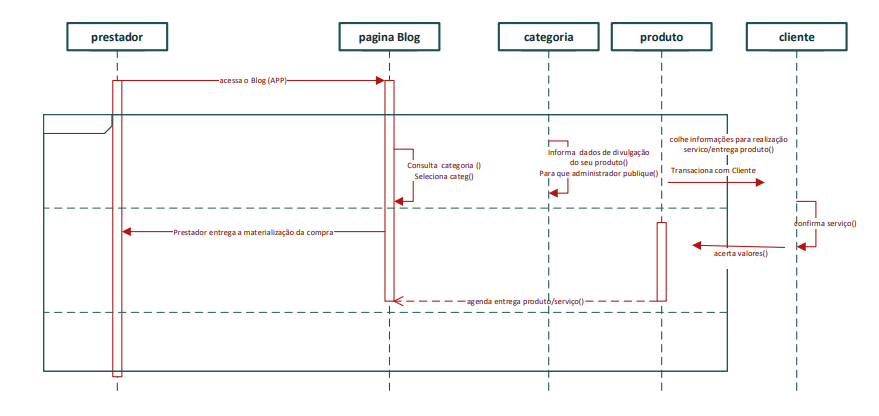 prestador
pagina Blog
categoria
produto
cliente
acessa o Blog (APP)
colhe informações para realização
servico/entrega produto()
Informa dados de divulgação
do seu produto()
Para que administrador publique()
Consulta categoria ()
Seleciona categ()
Transaciona com Cliente
confirma serviço()
Prestador entrega a materialização da compra
acerta valores()
agenda entrega produto/serviço()